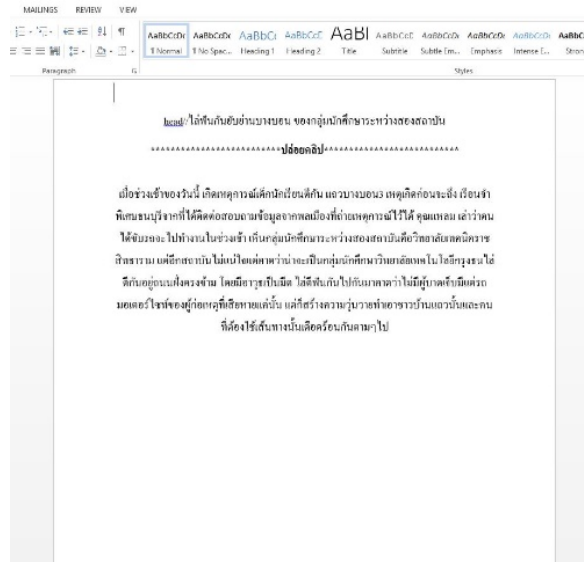 MAILINGS REVIEW VIEW
AaBbCcDc AaBbCcDc AaBbCc AaBbCcC AaBl AaBbCcC AaBbCcDc AaBbCcDc AaBbCcDc AaBbC
¶ Normal ¶ No Spac... Heading 1 Heading 2 Title Subtitle Subtle Em... Emphasis Intense E... Stron
Paragraph Styles
head//ไล่ฟันกันยับย่านบางบอน ของกลุ่มนักศึกษาระหว่างสองสถาบัน
**************************ปล่อยคลิป**************************
เมื่อช่วงเช้าของวันนี้ เกิดเหตุการณ์เด็กนักเรียนตีกัน แถวบางบอน3 เหตุเกิดก่อนจะถึง เรือนจำ
พิเศษธนบุรีจากที่ได้ติดต่อสอบถามข้อมูลจากพลเมืองที่ถ่ายเหตุการณ์ไว้ได้ คุณแหลม เล่าว่าตน
ได้ขับรถจะไปทำงานในช่วงเช้า เห็นกลุ่มนักศึกษาระหว่างสองสถาบันคือวิทยาลัยเทคนิคราช
สิทธาราม แต่อีกสถาบันไม่แน่ใจแต่คาดว่าน่าจะเป็นกลุ่มนักศึกษาวิทยาลัยเทคโนโลยีกรุงธนไล่
ตีกันอยู่ถนนฝั่งตรงข้าม โดยมีอาวุธเป็นมีด ไล่ตีฟันกันไปกันมาคาดว่าไม่มีผู้บาดเจ็บมีแต่รถ
มอเตอร์ไซท์ของผู้ก่อเหตุที่เสียหายแค่นั้น แต่ก็สร้างความวุ่นวายทำเอาชาวบ้านแถวนั้นและคน
ที่ต้องใช้เส้นทางนั้นเดือดร้อนกันตามๆไป